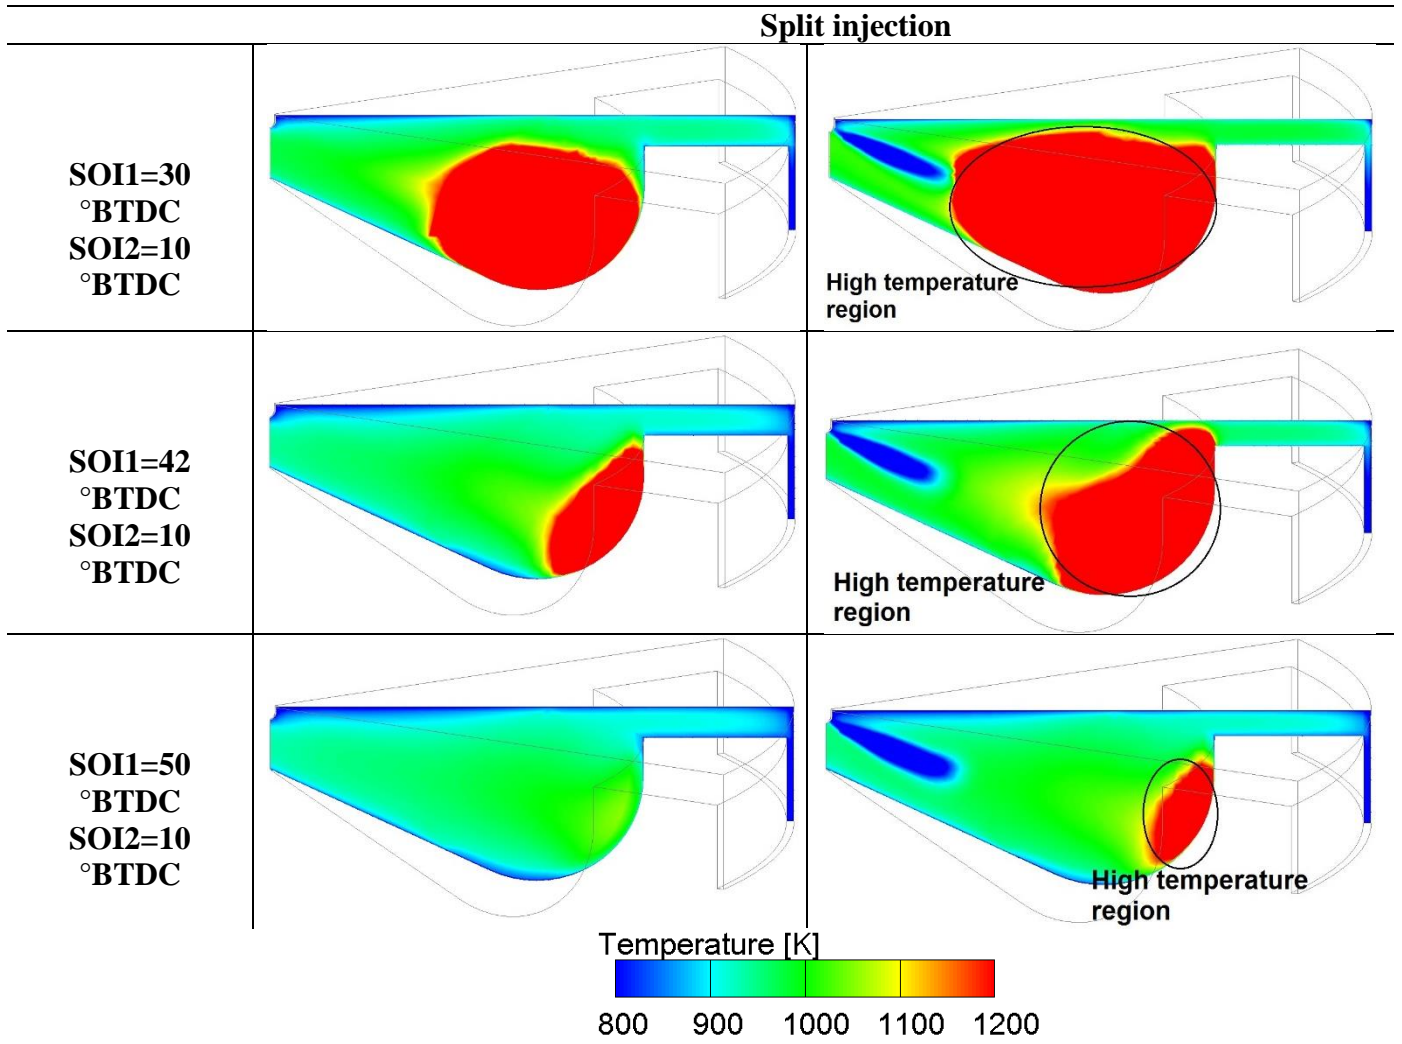 Split injection
SOI1=30
°BTDC
SOI2=10
°BTDC
High temperature
region
SOI1=42
°BTDC
SOI2=10
°BTDC
High temperature
region
SOI1=50
°BTDC
SOI2=10
°BTDC
High temperature
region
Temperature [K]
800 900 1000 1100 1200